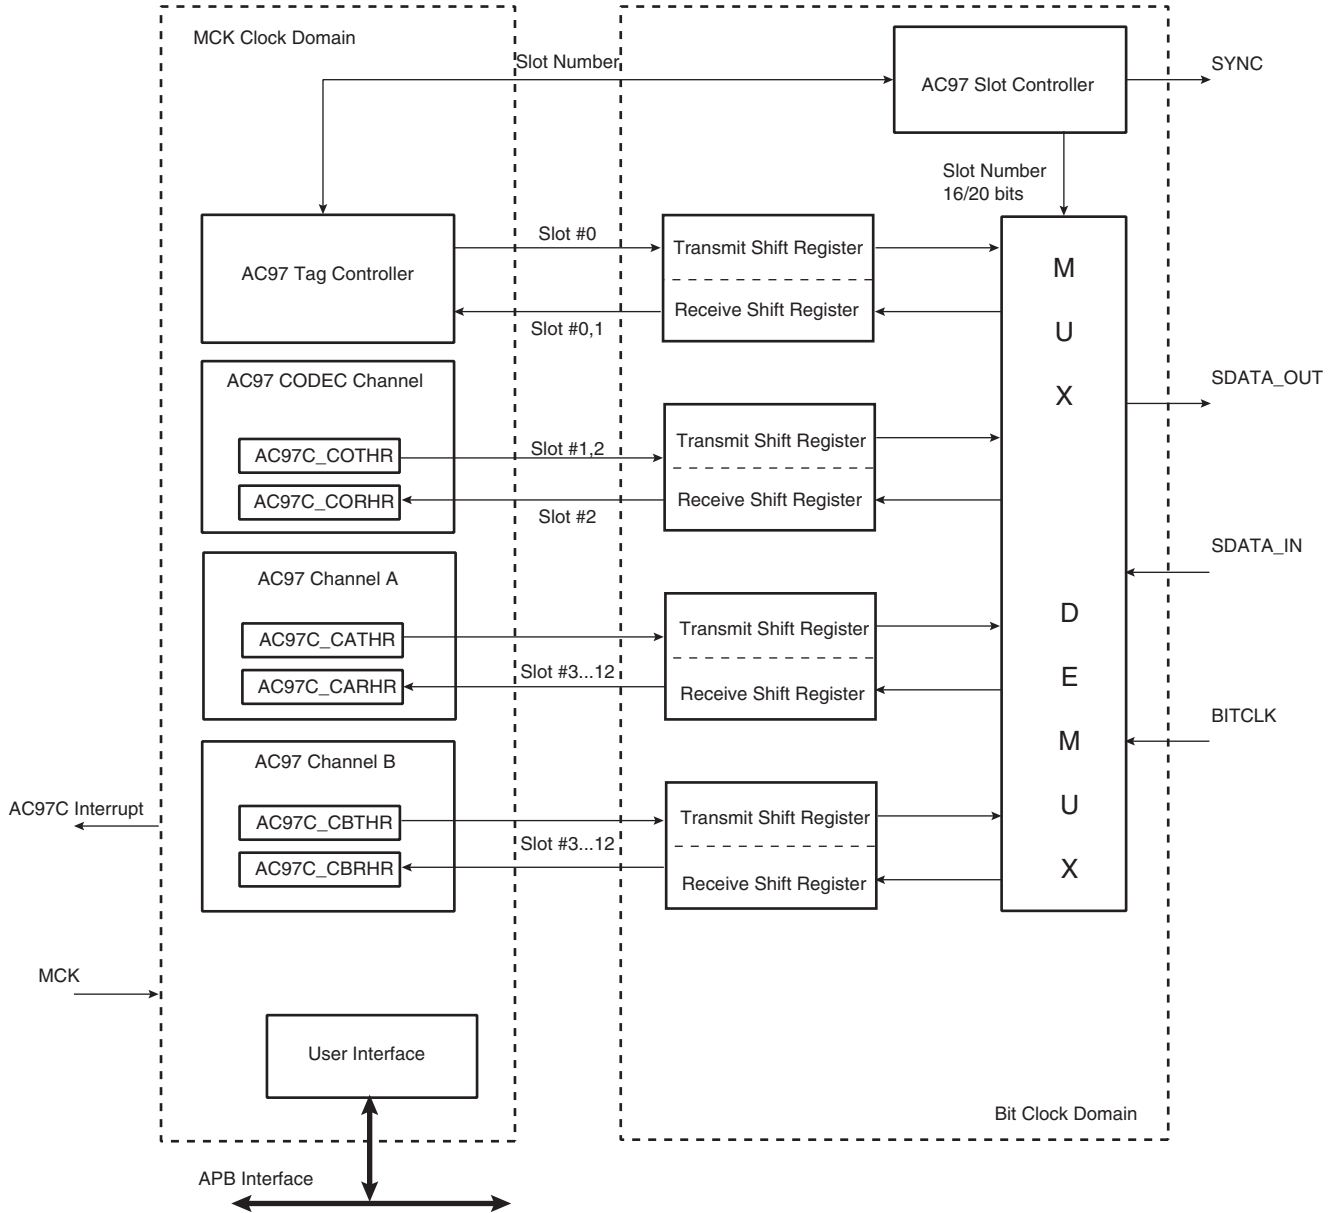 MCK Clock Domain
Slot Number
AC97 Slot Controller
SYNC
Slot Number
16/20 bits
AC97 Tag Controller
Slot #0
Slot #0,1
Transmit Shift Register
Receive Shift Register
M
U
X
D
E
M
U
X
AC97 CODEC Channel
AC97C_COTHR
AC97C_CORHR
Slot #1,2
Slot #2
Transmit Shift Register
Receive Shift Register
SDATA_OUT
AC97 Channel A
AC97C_CATHR
AC97C_CARHR
Slot #3...12
Transmit Shift Register
Receive Shift Register
SDATA_IN
BITCLK
AC97 Channel B
AC97C_CBTHR
AC97C_CBRHR
Slot #3...12
Transmit Shift Register
Receive Shift Register
AC97C Interrupt
MCK
User Interface
Bit Clock Domain
APB Interface